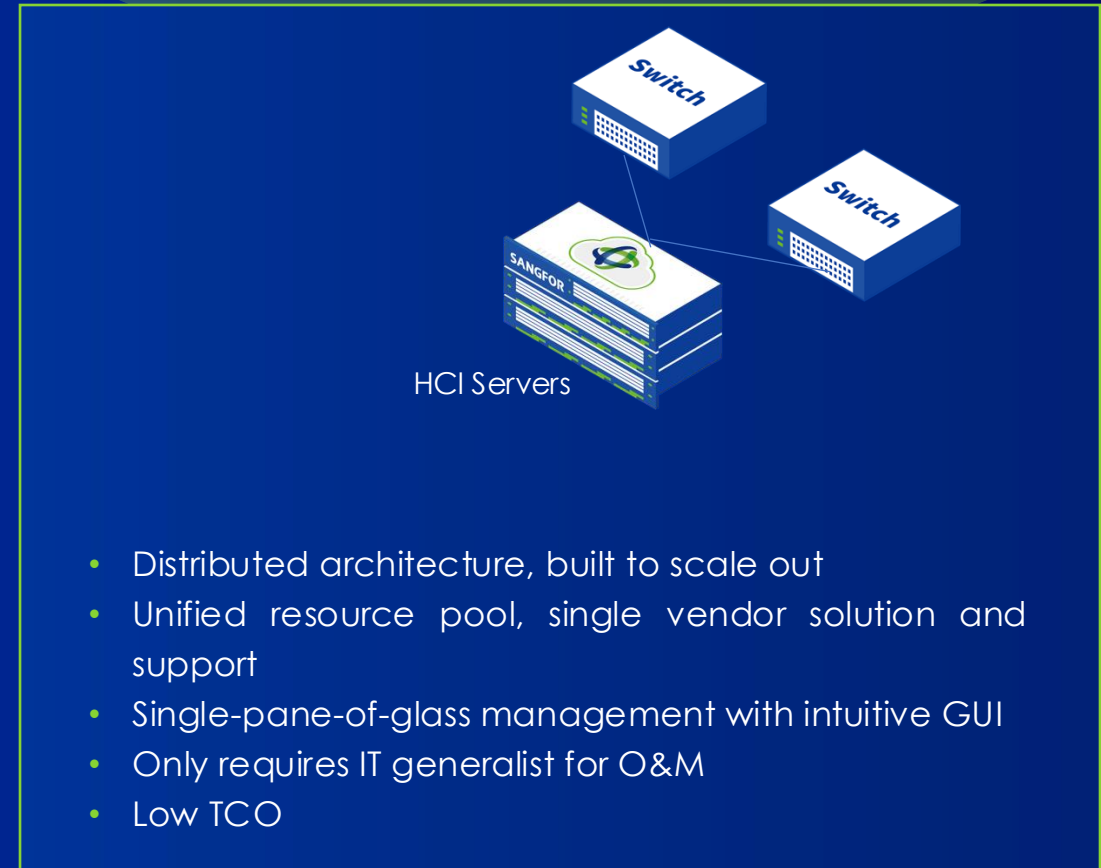 Switch
Switch
SANGFOR
HCI Servers
• Distributed architecture, built to scale out
• Unified resource pool, single vendor solution and
support
• Single-pane-of-glass management with intuitive GUI
• Only requires IT generalist for O&M
• Low TCO